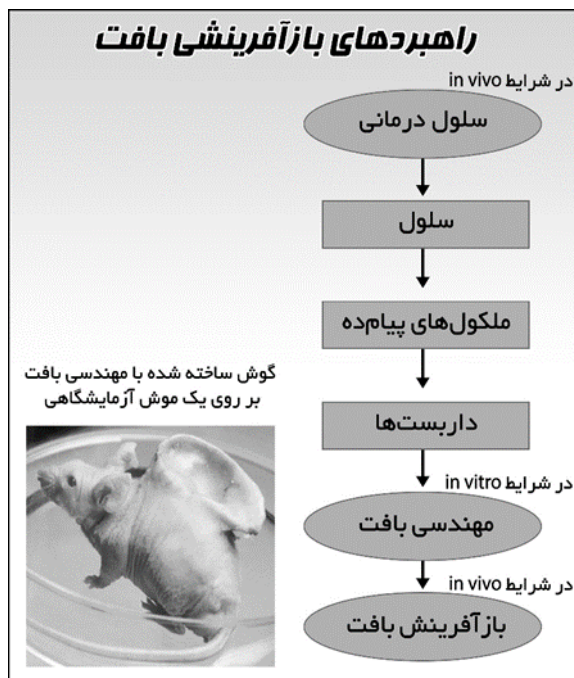 راهبردهای بازآفرینشی بافت
در شرایط in vivo
سلول درمانی
سلول
ملکول‌های پیام‌ده
داربست‌ها
در شرایط in vitro
مهندسی بافت
در شرایط in vivo
بازآفرینش بافت
گوش ساخته شده با مهندسی بافت
بر روی یک موش آزمایشگاهی